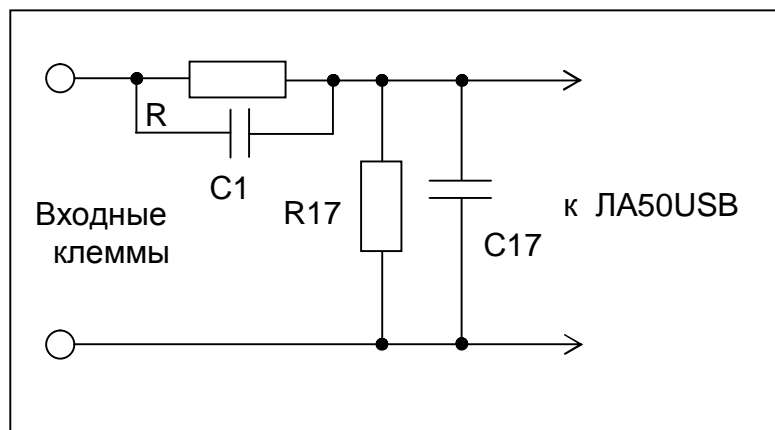 R
C1
Входные
клеммы
R17
C17
к ЛА50USB